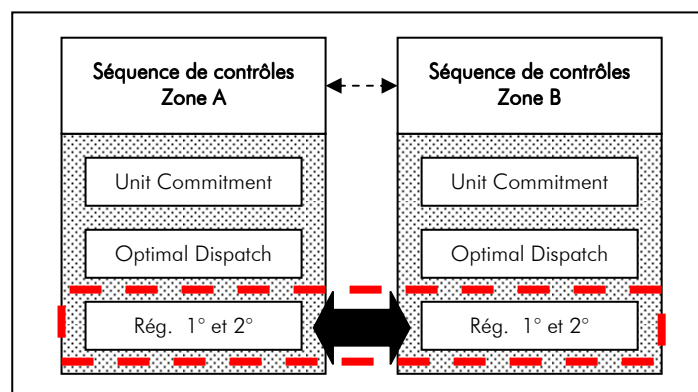 Séquence de contrôles
Zone A
Séquence de contrôles
Zone B
Unit Commitment
Unit Commitment
Optimal Dispatch
Optimal Dispatch
Rég. 1° et 2°
Rég. 1° et 2°